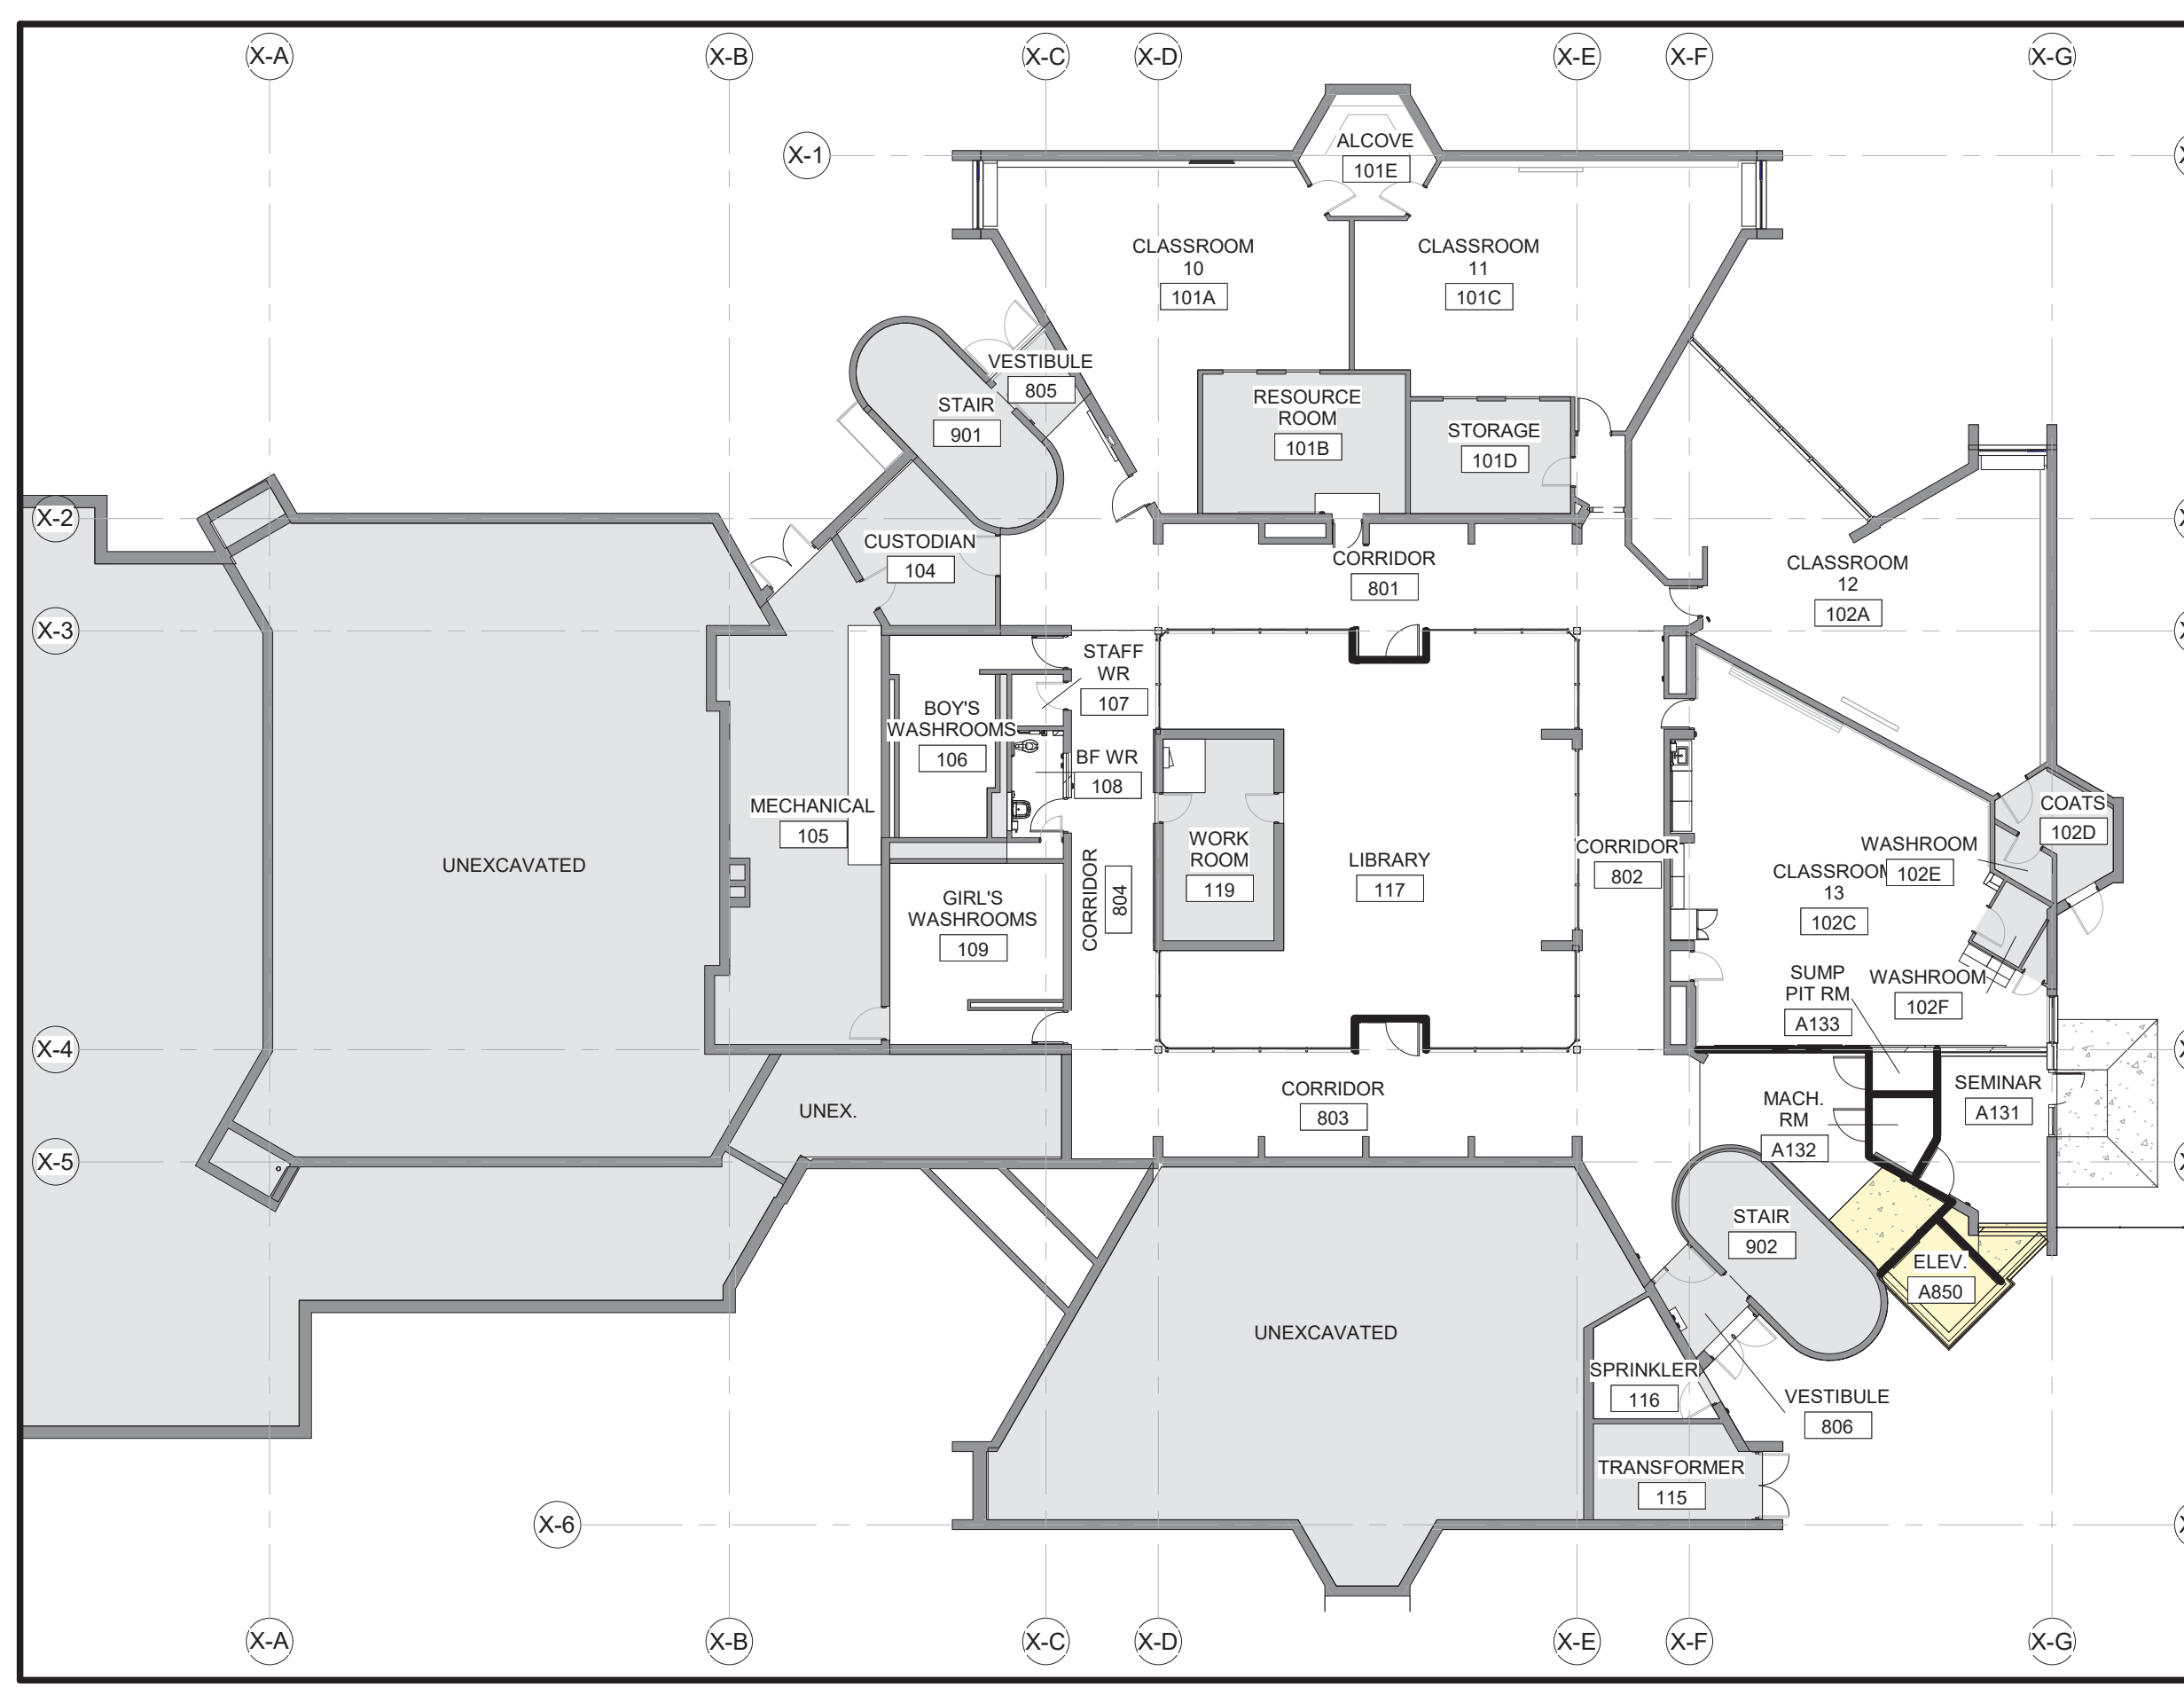 X-A
X-B
X-C
X-D
X-E
X-F
X-G
X-1
ALCOVE
101E
CLASSROOM
10
101A
CLASSROOM
11
101C
VESTIBULE
805
STAIR
901
RESOURCE
ROOM
101B
STORAGE
101D
X-2
CUSTODIAN
104
CORRIDOR
801
CLASSROOM
12
102A
X-3
STAFF
WR
107
BOY'S
WASHROOMS
106
BF WR
108
MECHANICAL
105
UNEXCAVATED
GIRL'S
WASHROOMS
109
CORRIDOR
804
WORK
ROOM
119
LIBRARY
117
CORRIDOR
802
COATS
102D
WASHROOM
102E
CLASSROOM
13
102C
WASHROOM
102F
SUMP
PIT RM
A133
X-4
UNEX.
CORRIDOR
803
MACH.
RM
A132
SEMINAR
A131
X-5
STAIR
902
ELEV.
A850
UNEXCAVATED
SPRINKLER
116
VESTIBULE
806
TRANSFORMER
115
X-6
X-A
X-B
X-C
X-D
X-E
X-F
X-G